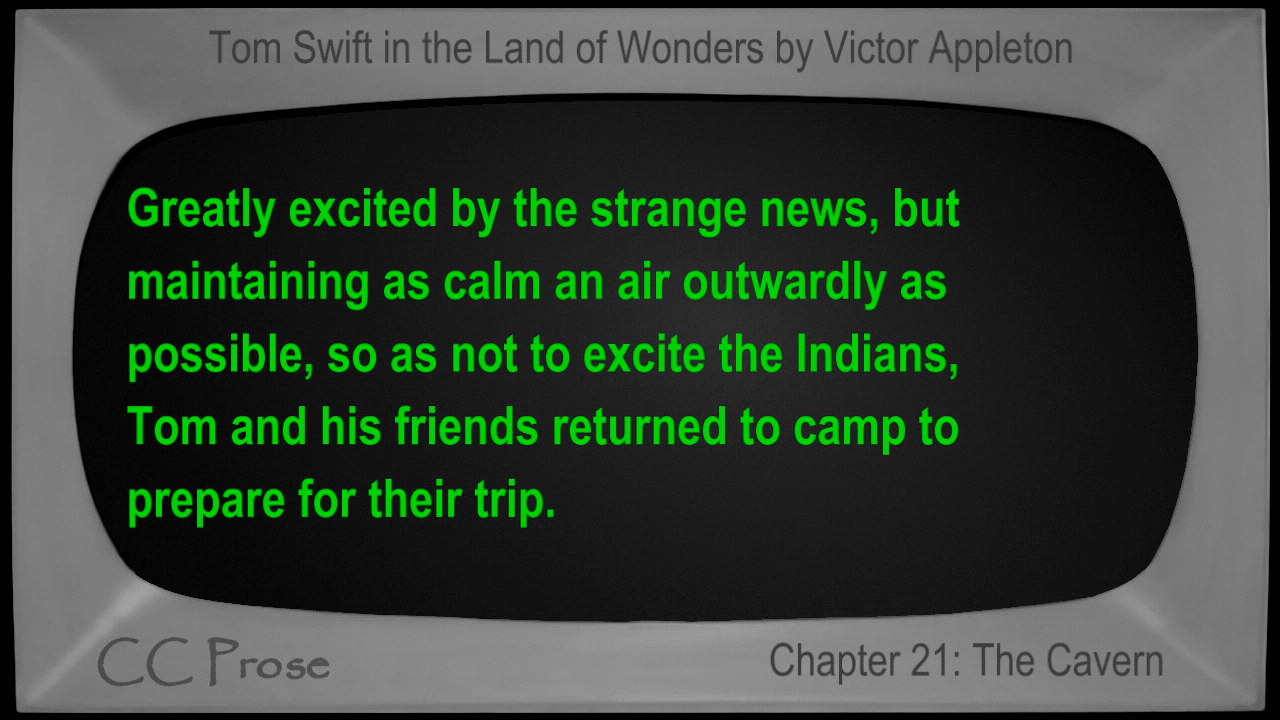 Tom Swift in the Land of Wonders by Victor Appleton
Greatly excited by the strange news, but
maintaining as calm an air outwardly as
possible, so as not to excite the Indians,
Tom and his friends returned to camp to
prepare for their trip.
CC Prose
Chapter 21: The Cavern